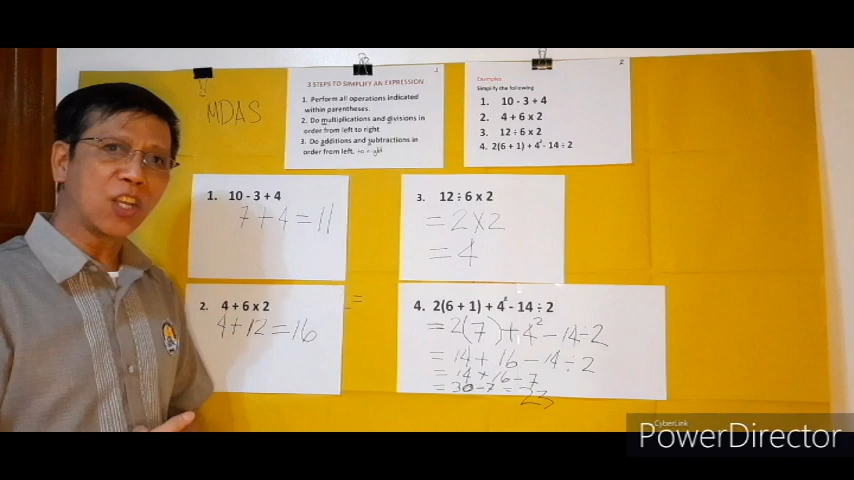 MDAS
1
3 STEPS TO SIMPLIFY AN EXPRESSION
1. Perform all operations indicated
within parentheses.
2. Do multiplications and divisions in
order from left to right
3. Do additions and subtractions in
order from left. to right
2
Examples
Simplify the following
1. 10 - 3 + 4
2. 4 + 6 x 2
3. 12 ÷ 6 x 2
4. 2(6 + 1) + 4² - 14 ÷ 2
1. 10 - 3 + 4
7 + 4 = 11
2. 4 + 6 x 2
4 + 12 = 16
=
3. 12 ÷ 6 x 2
= 2 x 2
= 4
4. 2(6 + 1) + 4² - 14 ÷ 2
= 2(7) + 4² - 14 ÷ 2
= 14 + 16 - 14 ÷ 2
= 14 + 16 - 7
= 30 - 7 = 23
CyberLink
PowerDirector